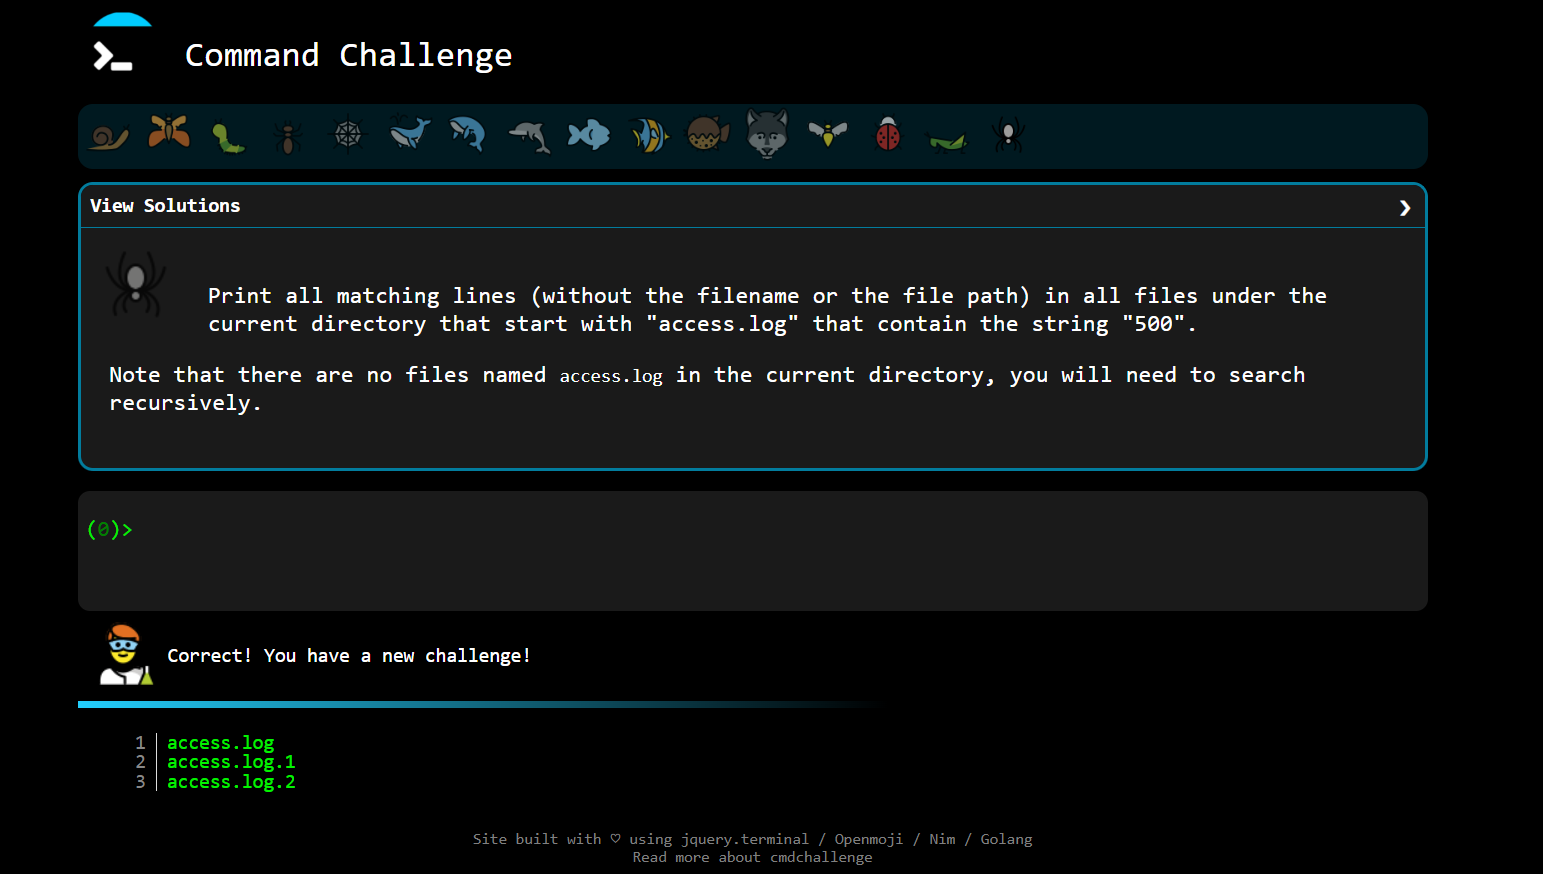 Command Challenge
View Solutions
Print all matching lines (without the filename or the file path) in all files under the
current directory that start with "access.log" that contain the string "500".
Note that there are no files named access.log in the current directory, you will need to search
recursively.
(0)>
Correct! You have a new challenge!
1 access.log
2 access.log.1
3 access.log.2
Site built with ♡ using jquery.terminal / Openmoji / Nim / Golang
Read more about cmdchallenge